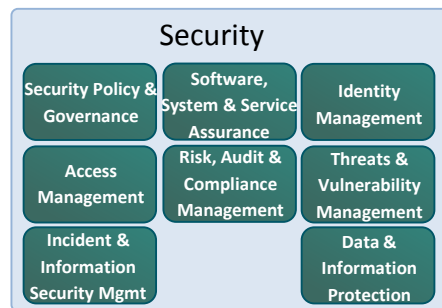 Security
Security Policy &
Governance
Software,
System & Service
Assurance
Identity
Management
Access
Management
Risk, Audit &
Compliance
Management
Threats &
Vulnerability
Management
Incident &
Information
Security Mgmt
Data &
Information
Protection